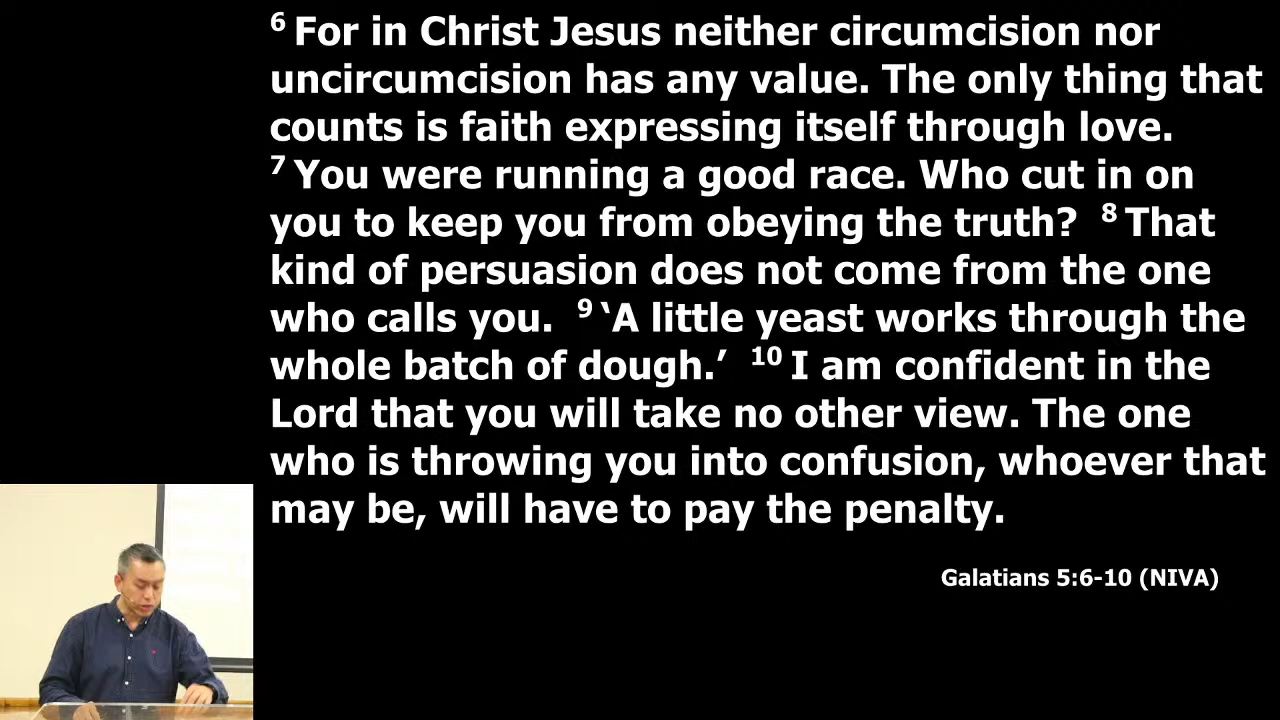 6 For in Christ Jesus neither circumcision nor
uncircumcision has any value. The only thing that
counts is faith expressing itself through love.
7 You were running a good race. Who cut in on
you to keep you from obeying the truth? 8 That
kind of persuasion does not come from the one
who calls you. 9 ‘A little yeast works through the
whole batch of dough.’ 10 I am confident in the
Lord that you will take no other view. The one
who is throwing you into confusion, whoever that
may be, will have to pay the penalty.
Galatians 5:6-10 (NIVA)